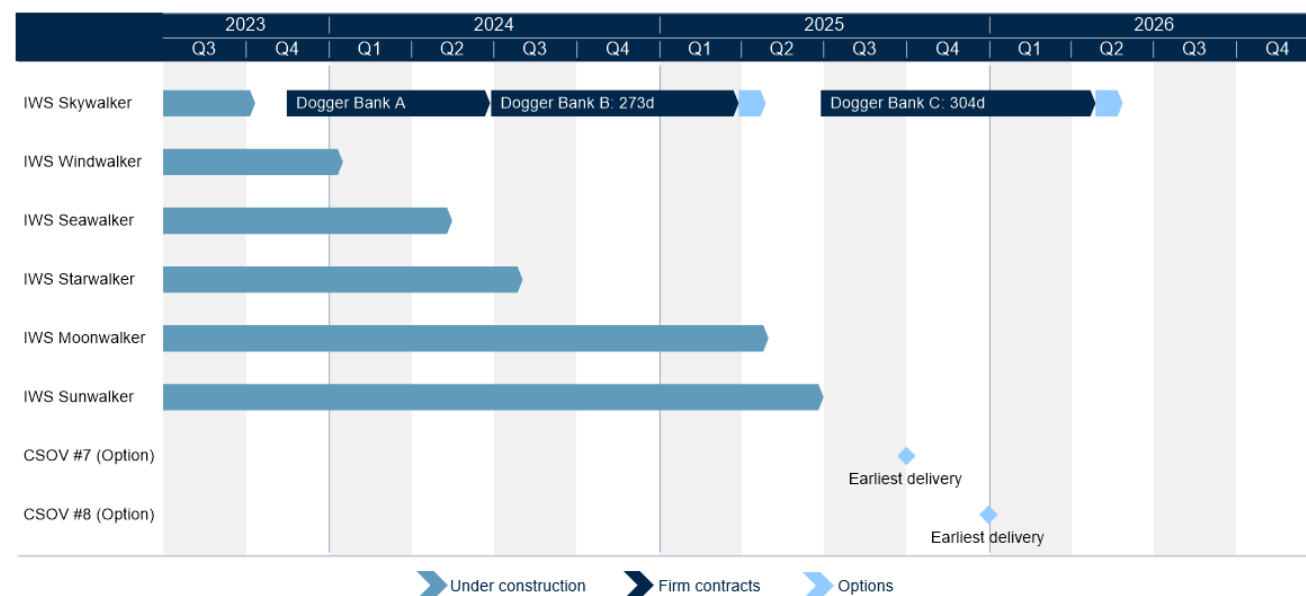 2023 2024 2025 2026
Q3 Q4 Q1 Q2 Q3 Q4 Q1 Q2 Q3 Q4 Q1 Q2 Q3 Q4
IWS Skywalker Dogger Bank A Dogger Bank B: 273d Dogger Bank C: 304d
IWS Windwalker
IWS Seawalker
IWS Starwalker
IWS Moonwalker
IWS Sunwalker
CSOV #7 (Option)
Earliest delivery
CSOV #8 (Option)
Earliest delivery
Under construction Firm contracts Options